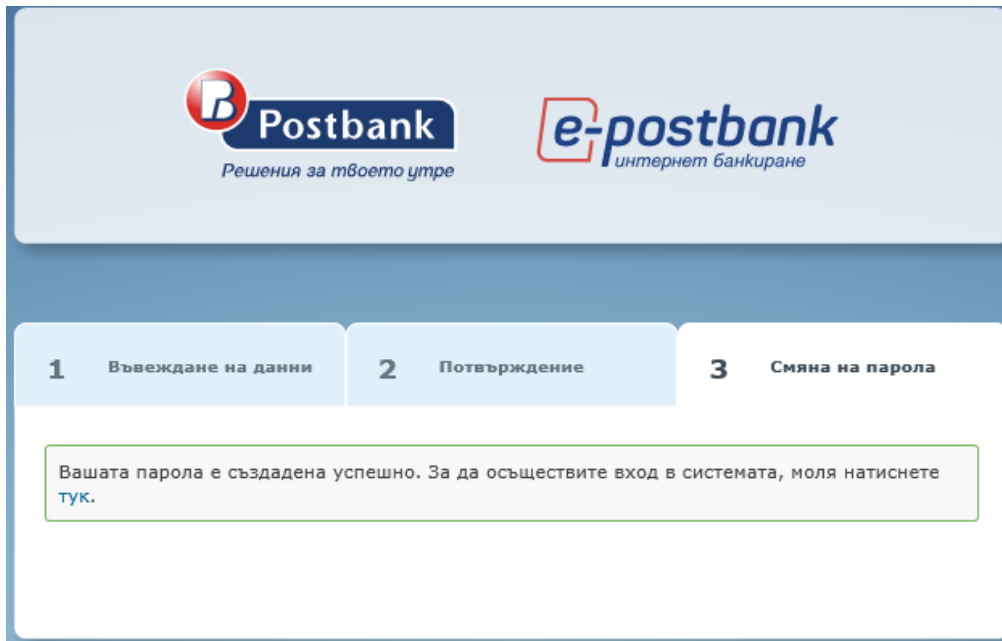 Postbank
Решения за твоето утре
e-postbank
интернет банкиране
1 Въвеждане на данни
2 Потвърждение
3 Смяна на парола
Вашата парола е създадена успешно. За да осъществите вход в системата, моля натиснете
тук.